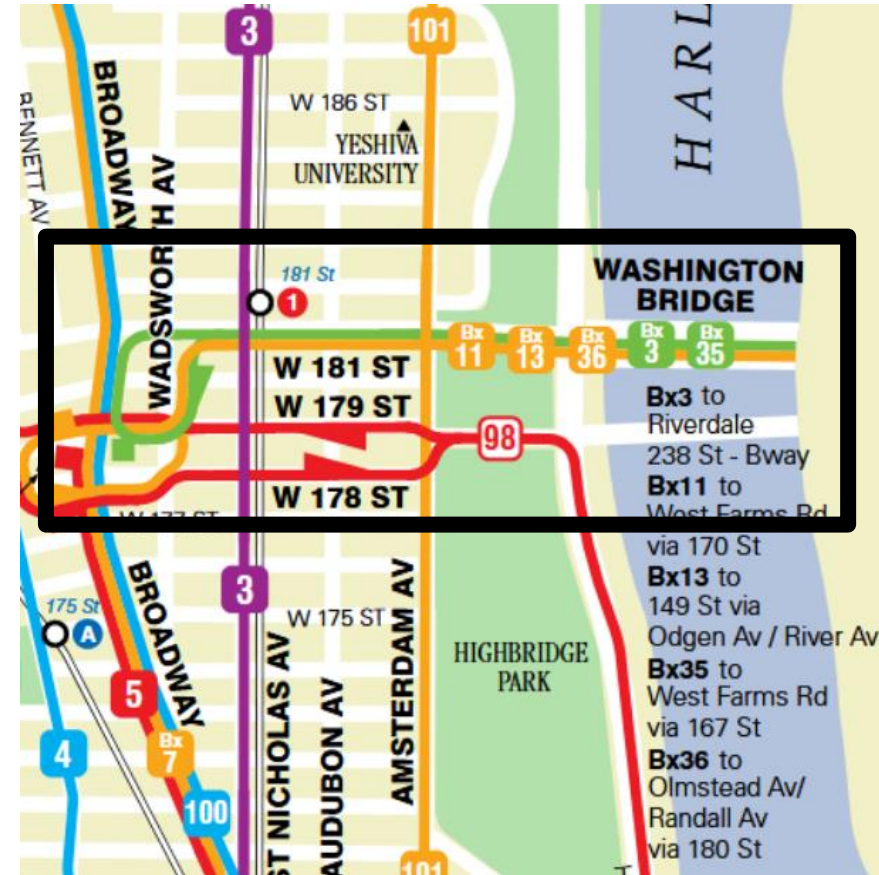 3
101
HARL
BROADWAY
BENNETT AV
W 186 ST
YESHIVA
UNIVERSITY
WADSWORTH AV
181 St
1
WASHINGTON
BRIDGE
Bx
11
Bx
13
Bx
36
Bx
3
Bx
35
W 181 ST
W 179 ST
98
W 178 ST
W 177 ST
Bx3 to
Riverdale
238 St - Bway
Bx11 to
West Farms Rd
via 170 St
Bx13 to
149 St via
Odgen Av / River Av
Bx35 to
West Farms Rd
via 167 St
Bx36 to
Olmstead Av/
Randall Av
via 180 St
BROADWAY
3
175 St
A
W 175 ST
AMSTERDAM AV
HIGHBRIDGE
PARK
5
4
Bx
7
100
ST NICHOLAS AV
AUDUBON AV
101